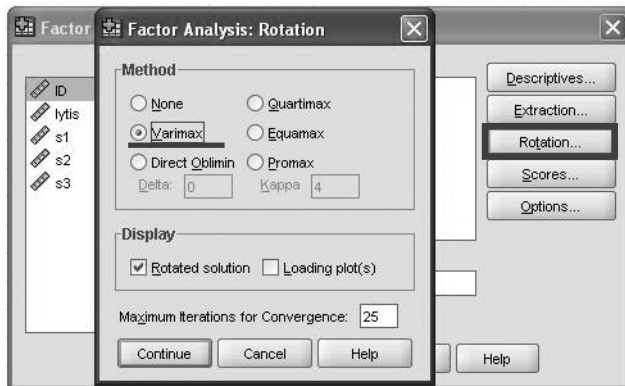 Factor
Factor Analysis: Rotation
ID
lytis
s1
s2
s3
Method
None
Quartimax
Varimax
Equamax
Direct Oblimin
Promax
Delta: 0
Kappa 4
Display
Rotated solution
Loading plot(s)
Maximum Iterations for Convergence: 25
Continue
Cancel
Help
Descriptives...
Extraction...
Rotation...
Scores...
Options...
Help